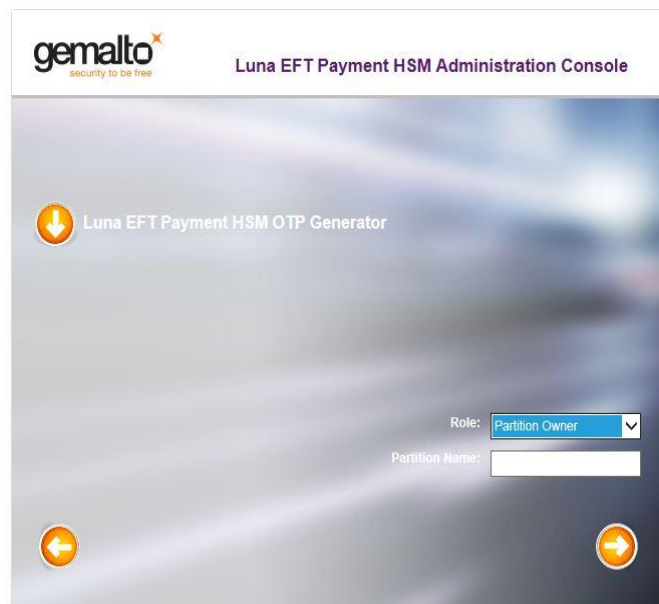 gemalto
security to be free
Luna EFT Payment HSM Administration Console
Luna EFT Payment HSM OTP Generator
Role: Partition Owner
Partition Name: